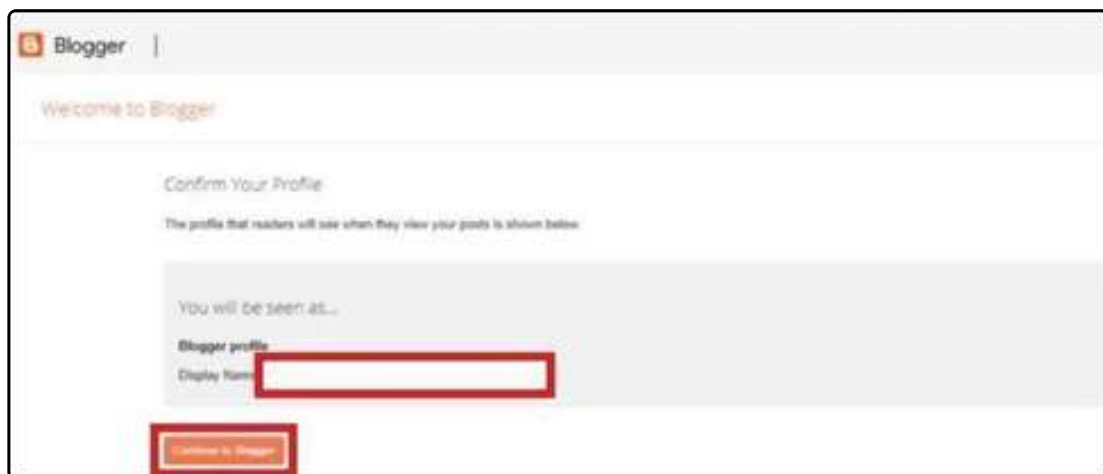 Blogger
Welcome to Blogger
Confirm Your Profile
The profile that readers will see when they view your posts is shown below
You will be seen as...
Blogger profile
Display Name
Continue to Blogger